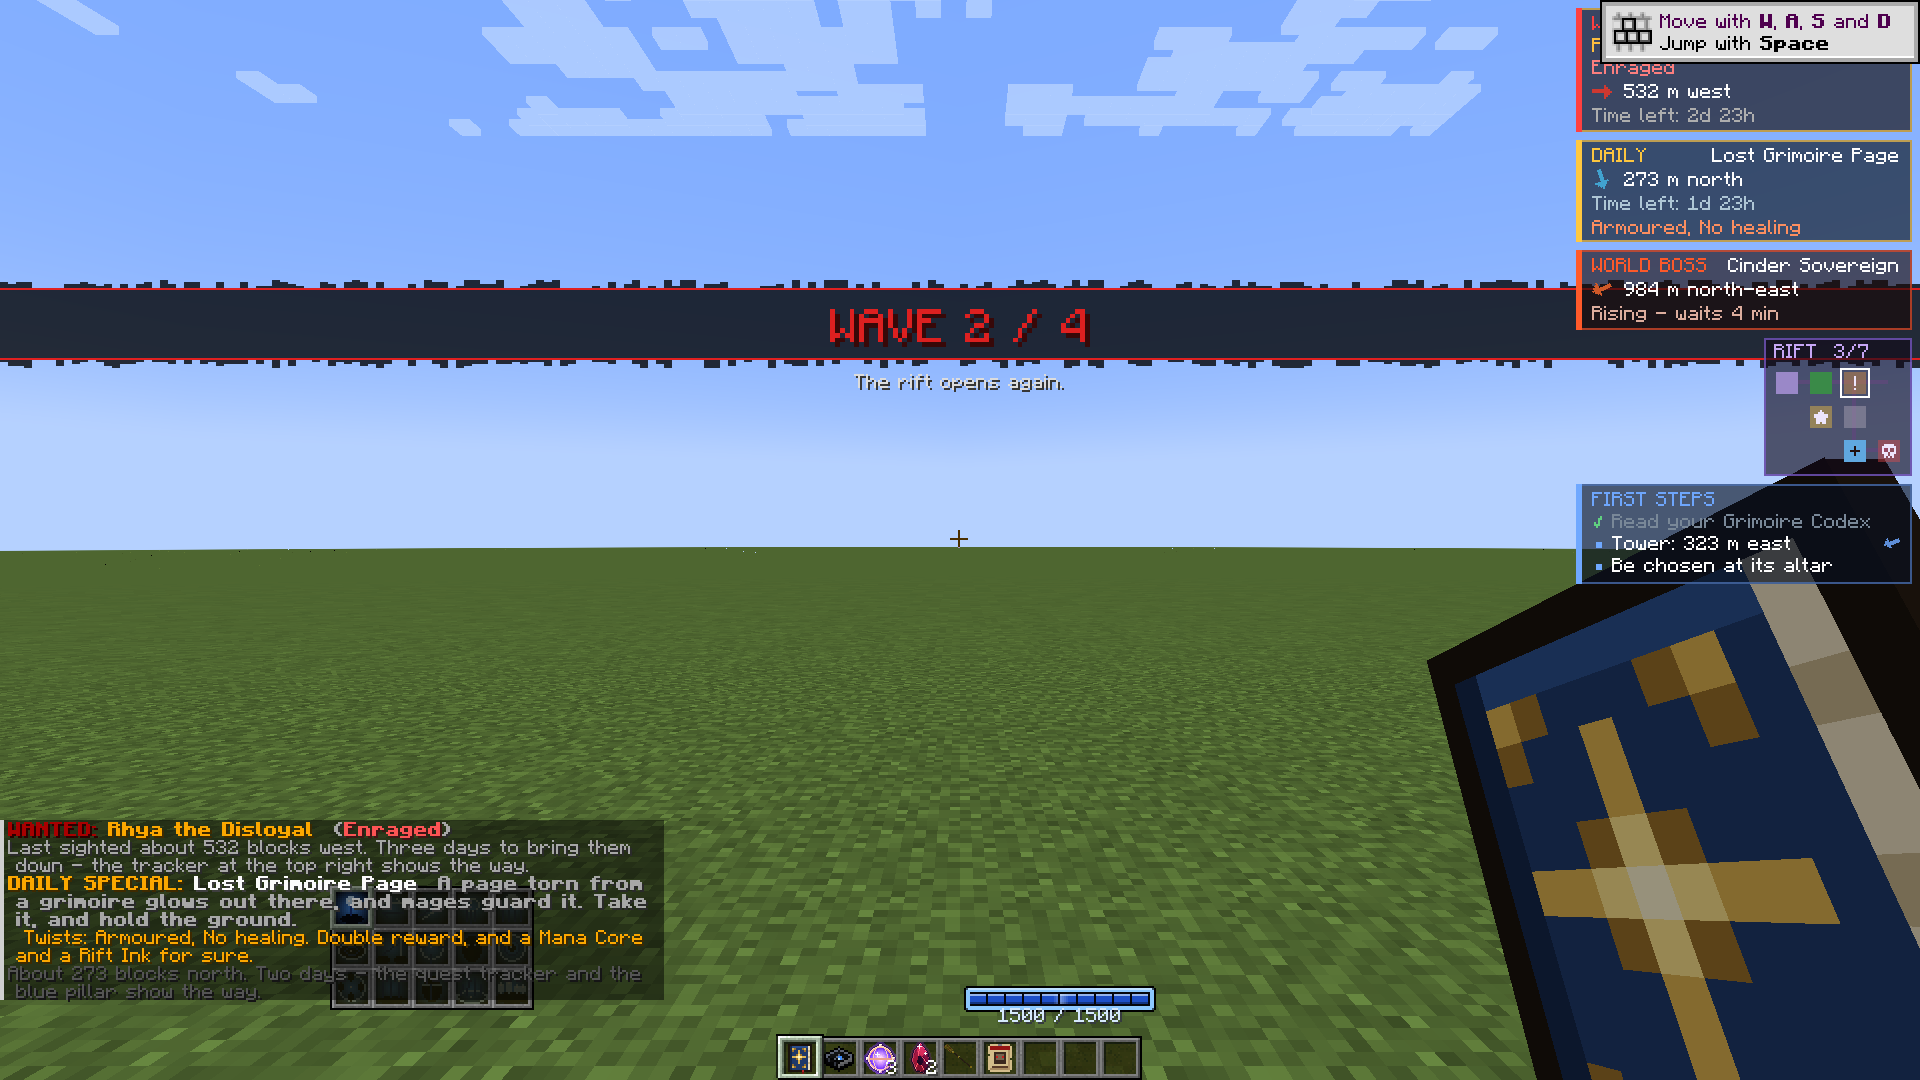 Move with W, A, S and D
Jump with Space
Enraged
532 m west
Time left: 2d 23h
DAILY Lost Grimoire Page
273 m north
Time left: 1d 23h
Armoured, No healing
WORLD BOSS Cinder Sovereign
984 m north-east
Rising - waits 4 min
WAVE 2 / 4
The rift opens again.
RIFT 3/7
!
+
FIRST STEPS
✓ Read your Grimoire Codex
▪ Tower: 323 m east
▪ Be chosen at its altar
WANTED: Rhya the Disloyal (Enraged)
Last sighted about 532 blocks west. Three days to bring them
down - the tracker at the top right shows the way.
DAILY SPECIAL: Lost Grimoire Page A page torn from
a grimoire glows out there, and mages guard it. Take
it, and hold the ground.
Twists: Armoured, No healing. Double reward, and a Mana Core
and a Rift Ink for sure.
About 273 blocks north. Two days - the quest tracker and the
blue pillar show the way.
1500 / 1500
3
2